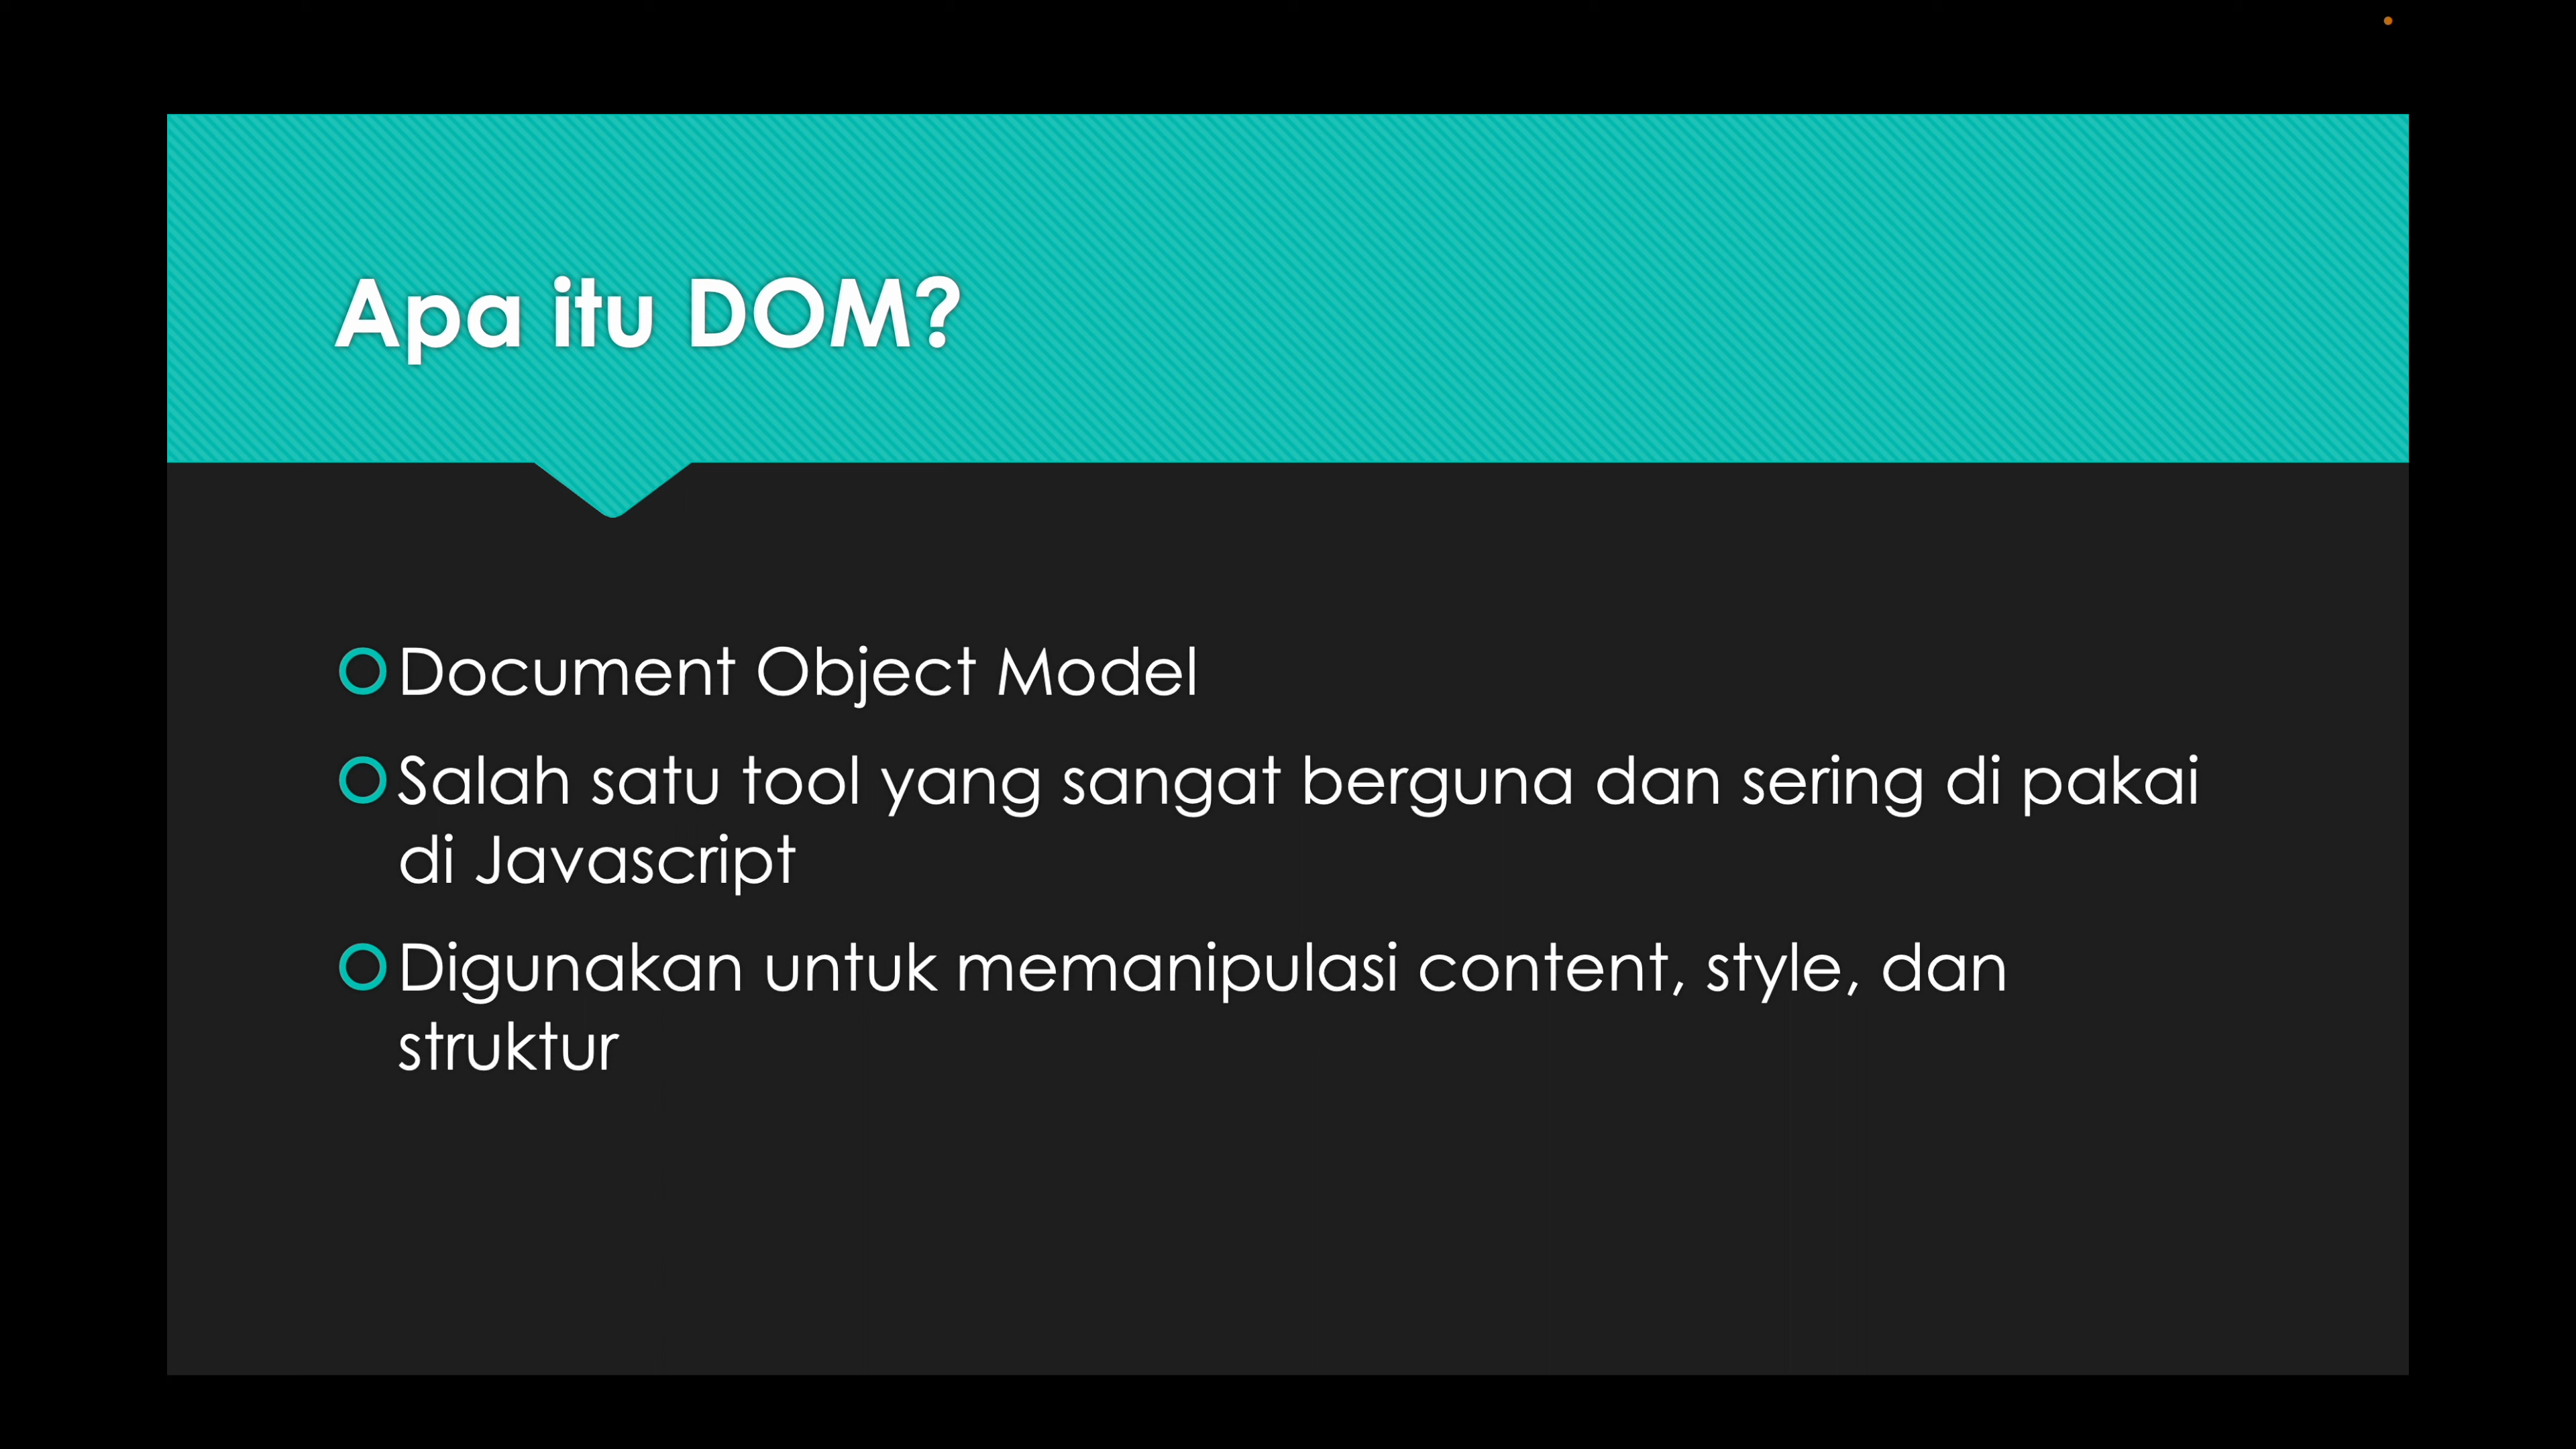 Apa itu DOM?
Document Object Model
Salah satu tool yang sangat berguna dan sering di pakai
di Javascript
Digunakan untuk memanipulasi content, style, dan
struktur